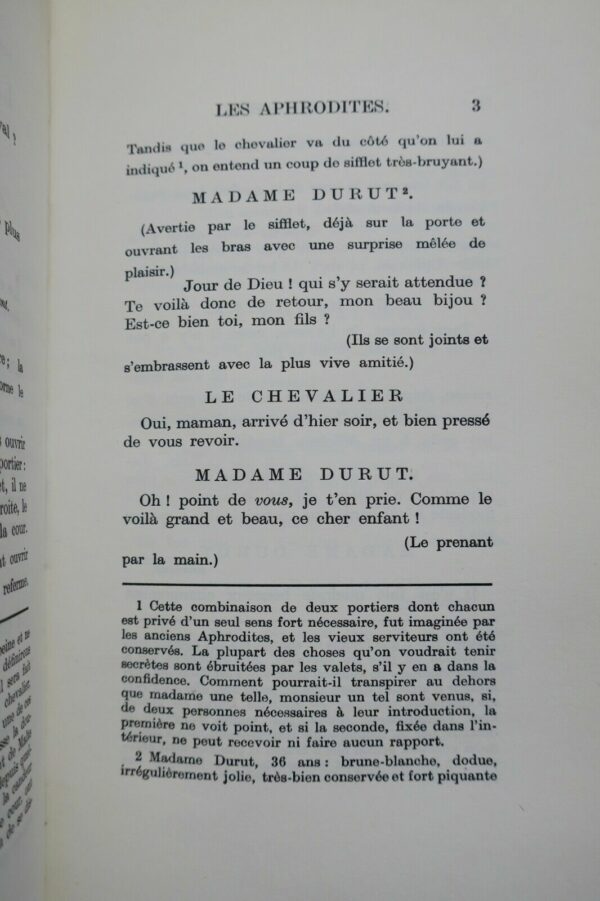 LES APHRODITES. 3
Tandis que le chevalier va du côté qu'on lui a
indiqué 1, on entend un coup de sifflet très-bruyant.)
MADAME DURUT 2.
(Avertie par le sifflet, déjà sur la porte et
ouvrant les bras avec une surprise mêlée de
plaisir.)
Jour de Dieu ! qui s'y serait attendue ?
Te voilà donc de retour, mon beau bijou ?
Est-ce bien toi, mon fils ?
(Ils se sont joints et
s'embrassent avec la plus vive amitié.)
LE CHEVALIER
Oui, maman, arrivé d'hier soir, et bien pressé
de vous revoir.
MADAME DURUT.
Oh ! point de vous, je t'en prie. Comme le
voilà grand et beau, ce cher enfant !
(Le prenant
par la main.)
1 Cette combinaison de deux portiers dont chacun
est privé d'un seul sens fort nécessaire, fut imaginée par
les anciens Aphrodites, et les vieux serviteurs ont été
conservés. La plupart des choses qu'on voudrait tenir
secrètes sont ébruitées par les valets, s'il y en a dans la
confidence. Comment pourrait-il transpirer au dehors
que madame une telle, monsieur un tel sont venus, si,
de deux personnes nécessaires à leur introduction, la
première ne voit point, et si la seconde, fixée dans l'in-
térieur, ne peut recevoir ni faire aucun rapport.
2 Madame Durut, 36 ans : brune-blanche, dodue,
irrégulièrement jolie, très-bien conservée et fort piquante
plus
la
ouvrir
portier :
il ne
la cour.
ouvrir
referme.